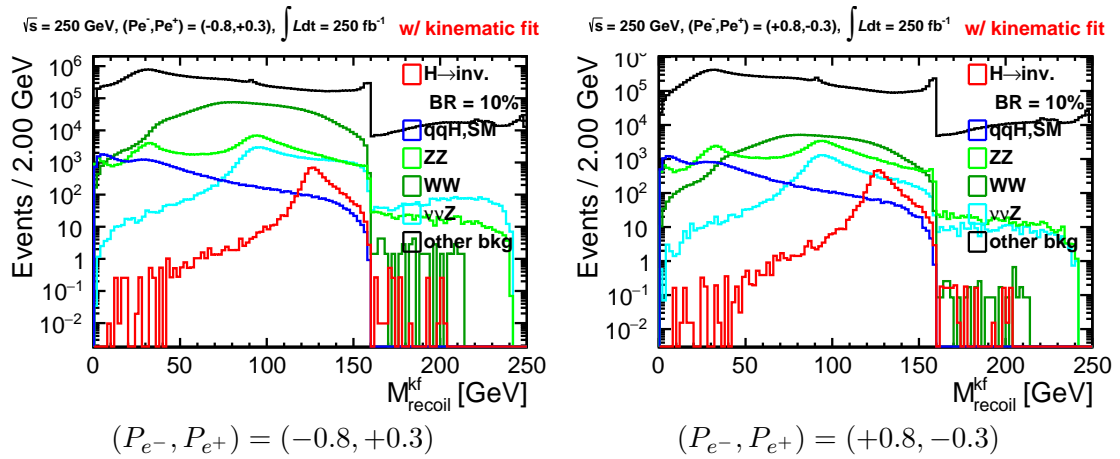 √s = 250 GeV, (Pe⁻,Pe⁺) = (-0.8,+0.3), ∫Ldt = 250 fb⁻¹ w/ kinematic fit
Events / 2.00 GeV
10⁶
10⁵
10⁴
10³
10²
10
1
10⁻¹
10⁻²
H→inv.
BR = 10%
qqH,SM
ZZ
WW
ννZ
other bkg
0 50 100 150 200 250
M^kf_recoil [GeV]
(P_e−, P_e+) = (−0.8, +0.3)
√s = 250 GeV, (Pe⁻,Pe⁺) = (+0.8,-0.3), ∫Ldt = 250 fb⁻¹ w/ kinematic fit
Events / 2.00 GeV
10⁶
10⁵
10⁴
10³
10²
10
1
10⁻¹
10⁻²
H→inv.
BR = 10%
qqH,SM
ZZ
WW
ννZ
other bkg
0 50 100 150 200 250
M^kf_recoil [GeV]
(P_e−, P_e+) = (+0.8, −0.3)